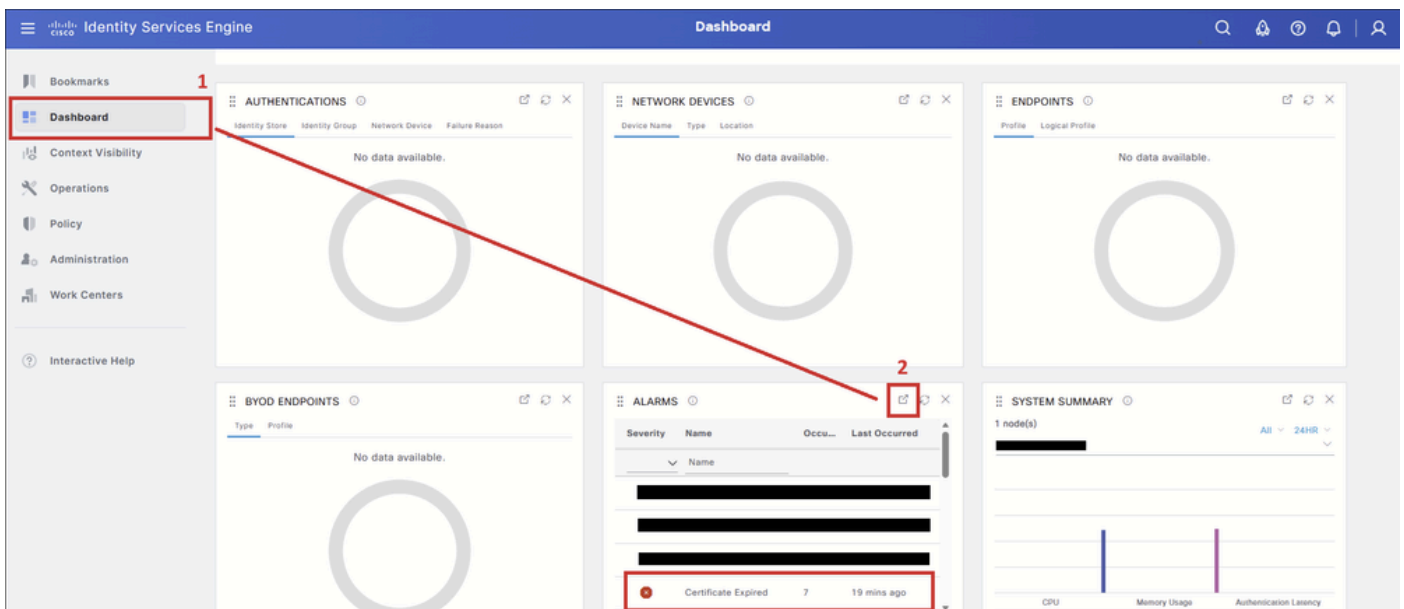 cisco Identity Services Engine
Dashboard
Bookmarks
1
Dashboard
Context Visibility
Operations
Policy
Administration
Work Centers
Interactive Help
AUTHENTICATIONS
Identity Store Identity Group Network Device Failure Reason
No data available.
NETWORK DEVICES
Device Name Type Location
No data available.
ENDPOINTS
Profile Logical Profile
No data available.
BYOD ENDPOINTS
Type Profile
No data available.
2
ALARMS
Severity Name Occu... Last Occurred
Name
Certificate Expired 7 19 mins ago
SYSTEM SUMMARY
1 node(s)
All 24HR
CPU Memory Usage Authentication Latency